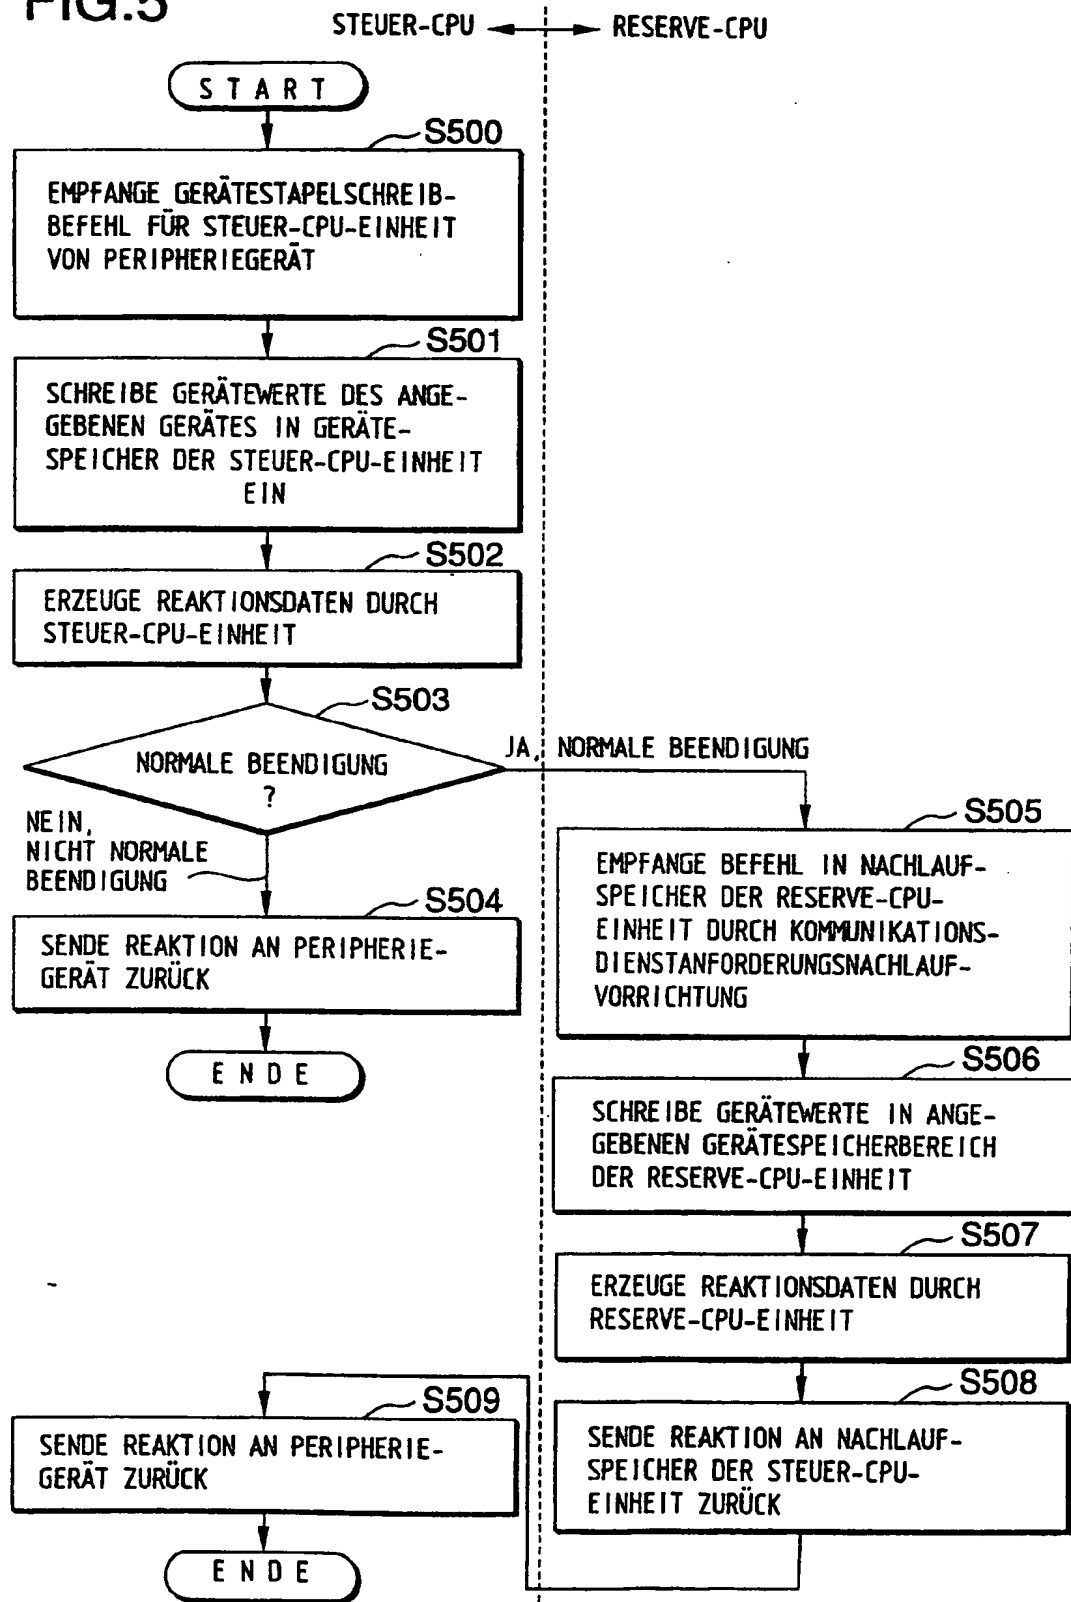 FIG.5
STEUER-CPU
RESERVE-CPU
START
S500
EMPFANGE GERÄTESTAPELSCHREIB-
BEFEHL FÜR STEUER-CPU-EINHEIT
VON PERIPHERIEGERÄT
S501
SCHREIBE GERÄTEWERTE DES ANGE-
GEBENEN GERÄTES IN GERÄTE-
SPEICHER DER STEUER-CPU-EINHEIT
EIN
S502
ERZEUGE REAKTIONSDATEN DURCH
STEUER-CPU-EINHEIT
S503
NORMALE BEENDIGUNG
?
JA, NORMALE BEENDIGUNG
NEIN,
NICHT NORMALE
BEENDIGUNG
S504
SENDE REAKTION AN PERIPHERIE-
GERÄT ZURÜCK
ENDE
S505
EMPFANGE BEFEHL IN NACHLAUF-
SPEICHER DER RESERVE-CPU-
EINHEIT DURCH KOMMUNIKATIONS-
DIENSTANFORDERUNGSNACHLAUF-
VORRICHTUNG
S506
SCHREIBE GERÄTEWERTE IN ANGE-
GEBENEN GERÄTESPEICHERBEREICH
DER RESERVE-CPU-EINHEIT
S507
ERZEUGE REAKTIONSDATEN DURCH
RESERVE-CPU-EINHEIT
S508
SENDE REAKTION AN NACHLAUF-
SPEICHER DER STEUER-CPU-
EINHEIT ZURÜCK
S509
SENDE REAKTION AN PERIPHERIE-
GERÄT ZURÜCK
ENDE